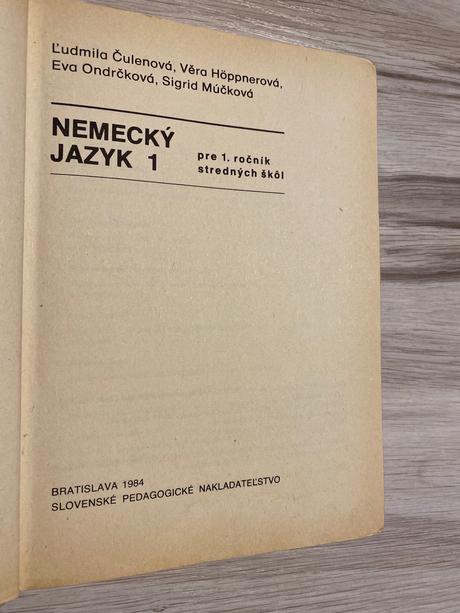 Ľudmila Čulenová, Věra Höppnerová,
Eva Ondrčková, Sigrid Múčková
NEMECKÝ
JAZYK 1
pre 1. ročník
stredných škôl
BRATISLAVA 1984
SLOVENSKÉ PEDAGOGICKÉ NAKLADATEĽSTVO